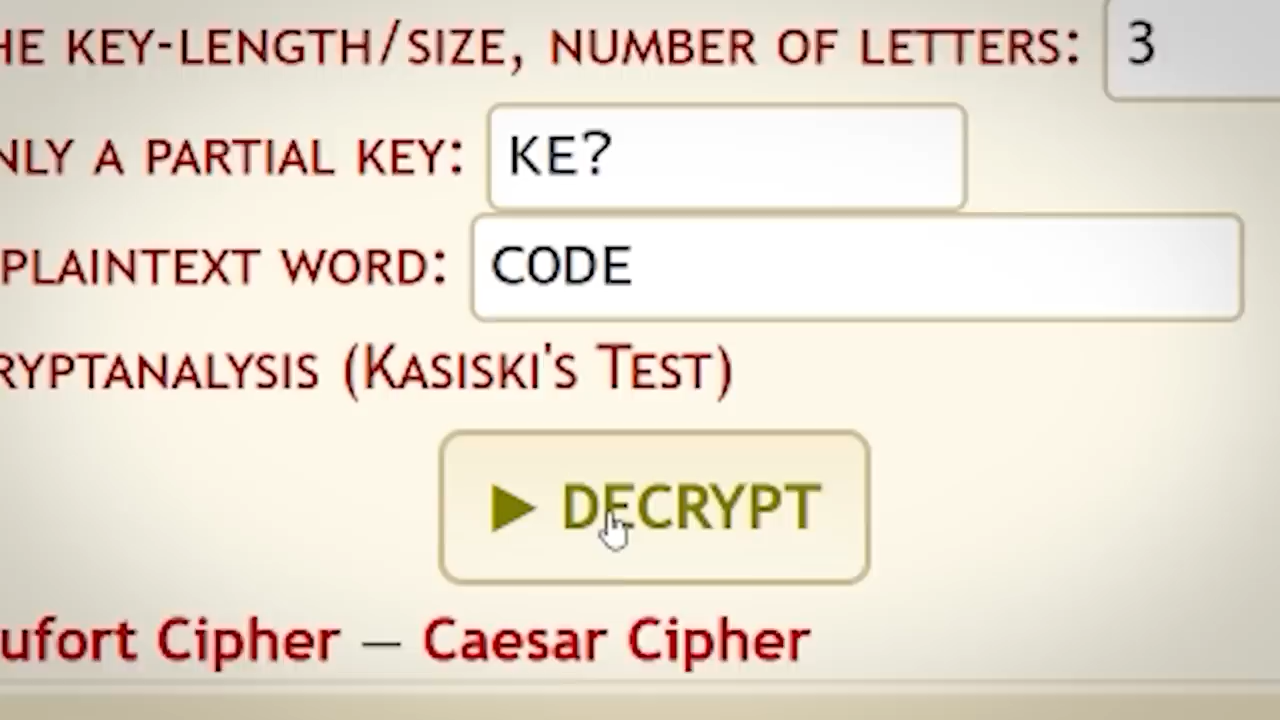 HE KEY-LENGTH/SIZE, NUMBER OF LETTERS: 3
NLY A PARTIAL KEY: KE?
PLAINTEXT WORD: CODE
RYPTANALYSIS (KASISKI'S TEST)
▶ DECRYPT
ufort Cipher — Caesar Cipher